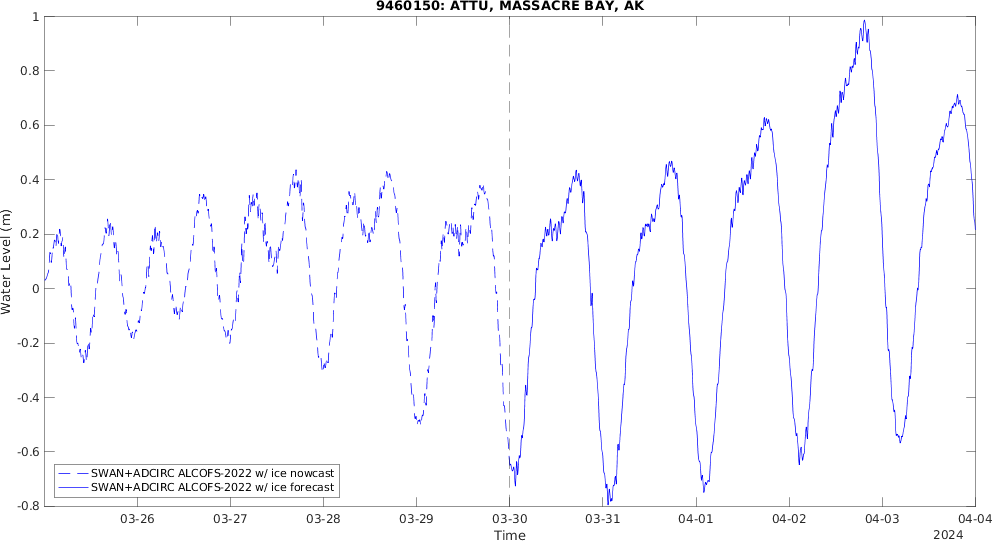 9460150: ATTU, MASSACRE BAY, AK
Water Level (m)
1
0.8
0.6
0.4
0.2
0
-0.2
-0.4
-0.6
-0.8
SWAN+ADCIRC ALCOFS-2022 w/ ice nowcast
SWAN+ADCIRC ALCOFS-2022 w/ ice forecast
03-26 03-27 03-28 03-29 03-30 03-31 04-01 04-02 04-03 04-04
Time
2024